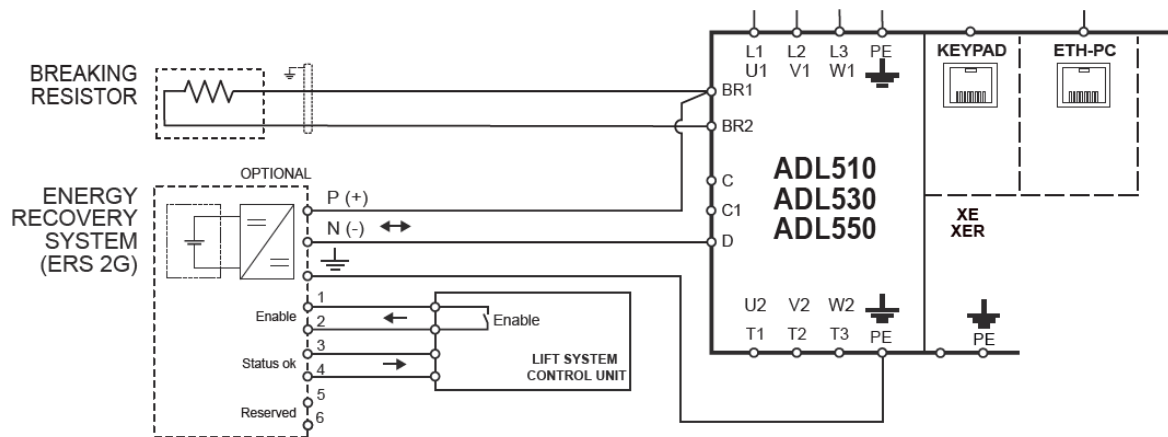 BREAKING
RESISTOR
L1 L2 L3 PE
U1 V1 W1
KEYPAD
ETH-PC
BR1
BR2
C
C1
D
ADL510
ADL530
ADL550
XE
XER
U2 V2 W2
T1 T2 T3 PE
PE
OPTIONAL
ENERGY
RECOVERY
SYSTEM
(ERS 2G)
P (+)
N (-)
Enable
1
2
Status ok
3
4
Reserved
5
6
Enable
LIFT SYSTEM
CONTROL UNIT